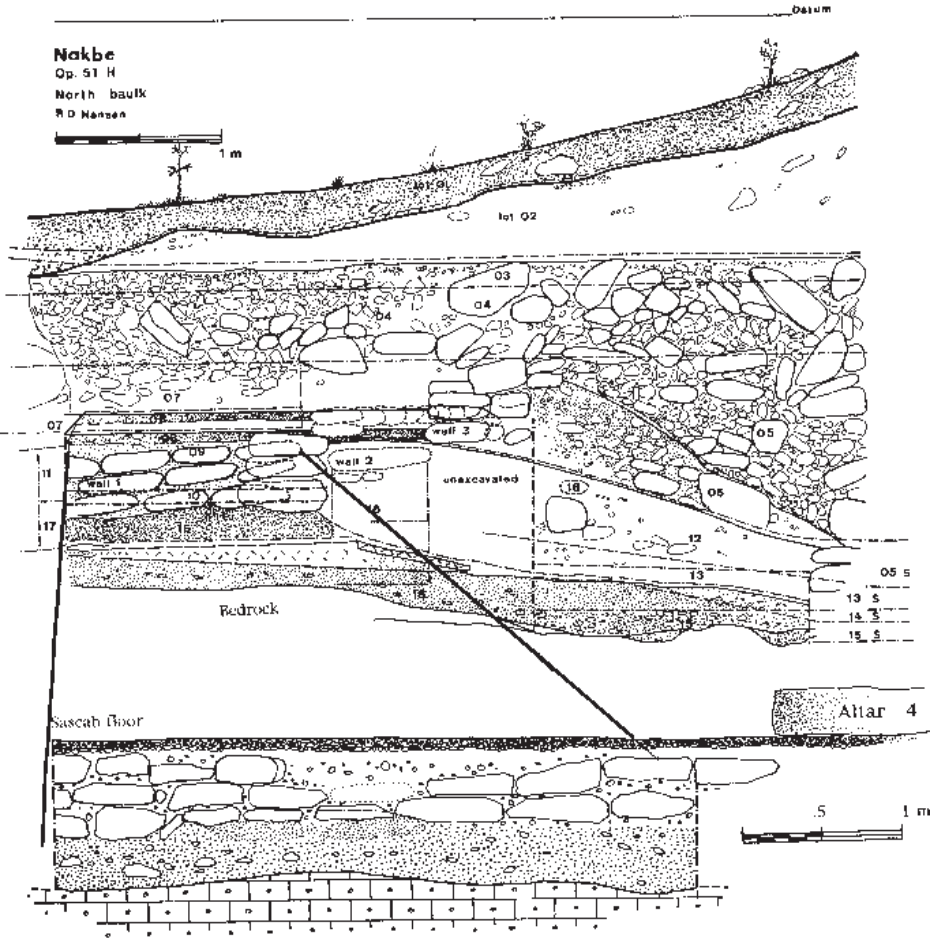 Datum
Nakbe
Op. 51 H
North baulk
R D Hansen
1 m
lot 01
lot 02
03
04
04
07
07
wall 3
09
wall 2
11
wall 1
unexcavated
10
18
05
05
12
17
13
05 S
13 S
14 S
15 S
Bedrock
Sascab floor
Altar 4
.5
1 m